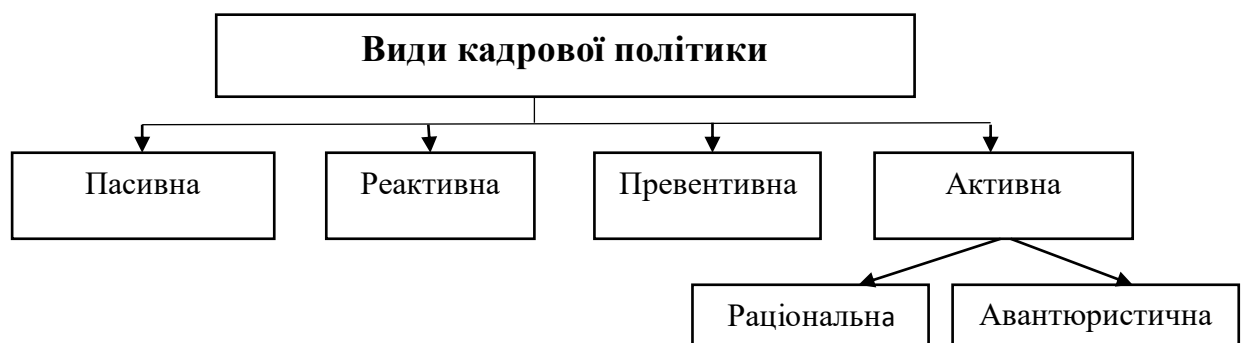 Види кадрової політики
Пасивна
Реактивна
Превентивна
Активна
Раціональна
Авантюристична